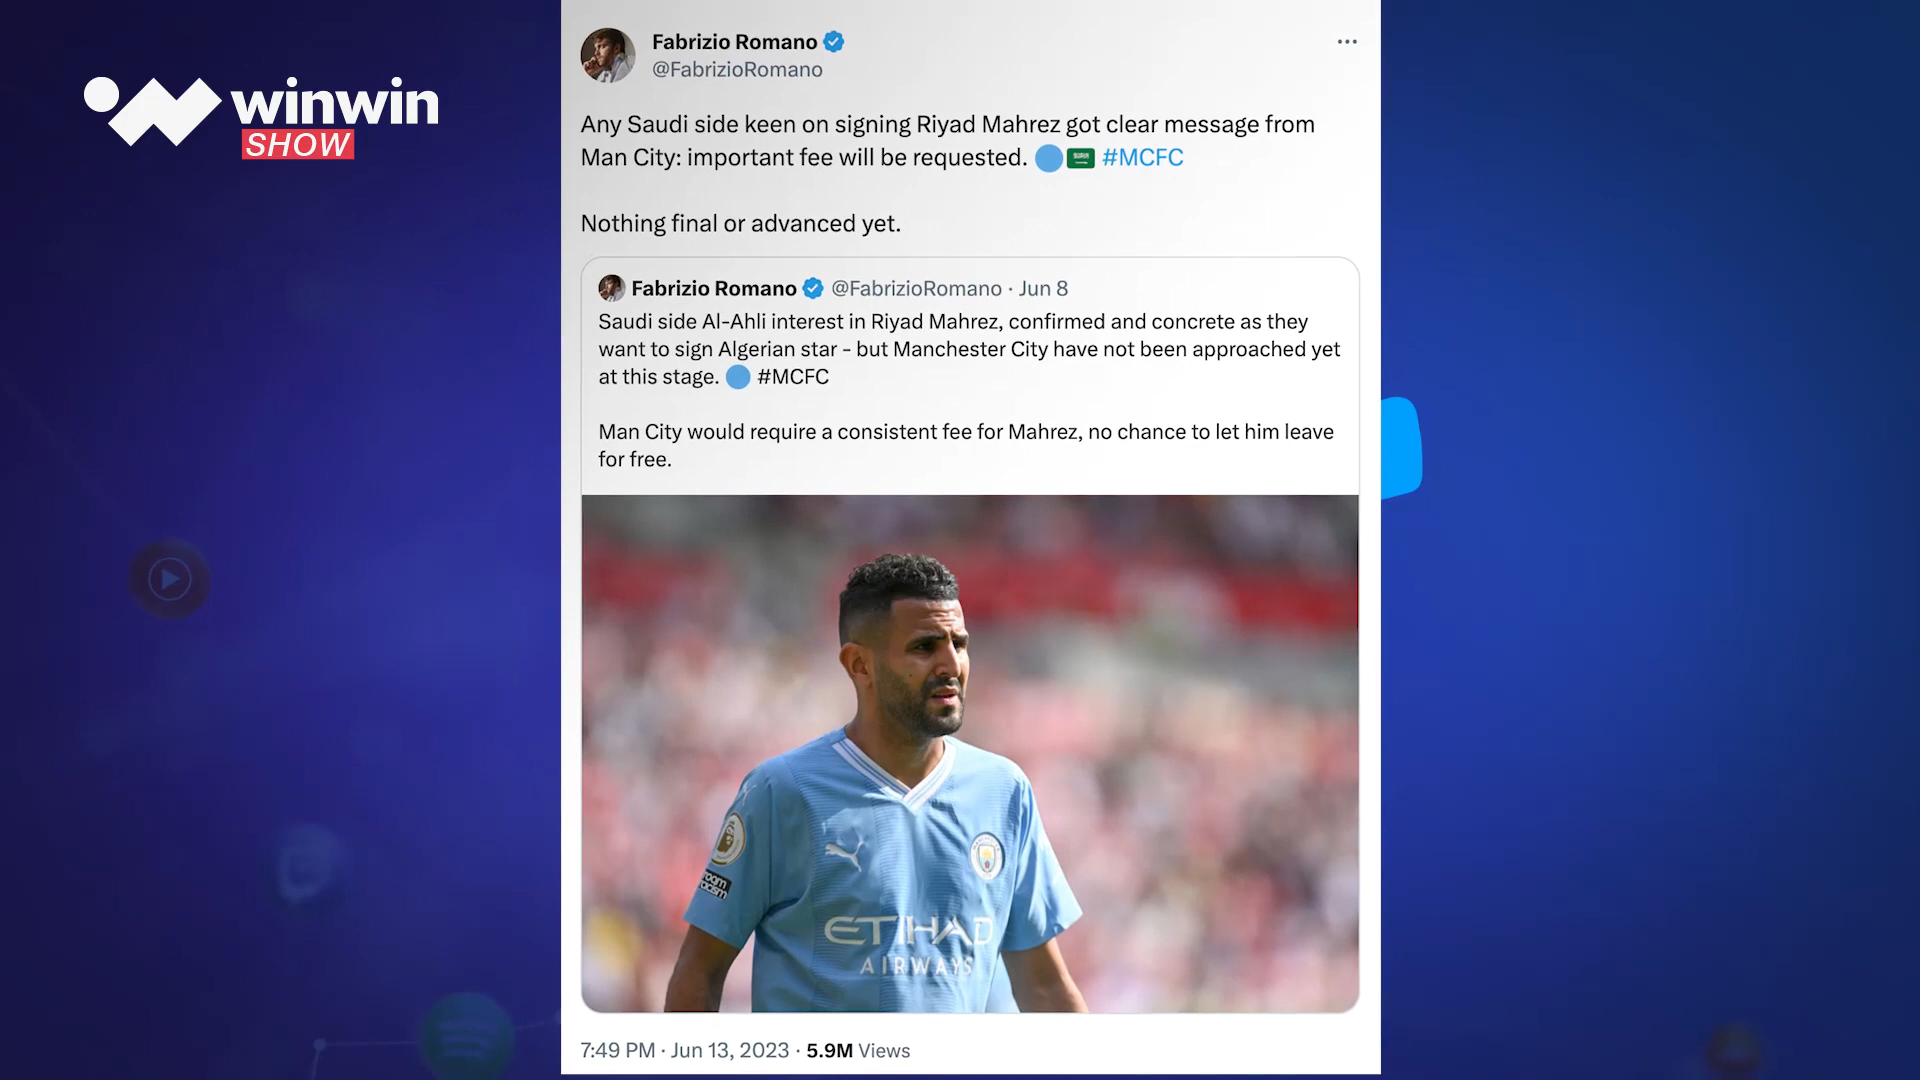 winwin
SHOW
Fabrizio Romano
@FabrizioRomano
Any Saudi side keen on signing Riyad Mahrez got clear message from
Man City: important fee will be requested. 🔵🇸🇦 #MCFC
Nothing final or advanced yet.
Fabrizio Romano @FabrizioRomano · Jun 8
Saudi side Al-Ahli interest in Riyad Mahrez, confirmed and concrete as they
want to sign Algerian star - but Manchester City have not been approached yet
at this stage. 🔵 #MCFC
Man City would require a consistent fee for Mahrez, no chance to let him leave
for free.
ETIHAD
AIRWAYS
7:49 PM · Jun 13, 2023 · 5.9M Views